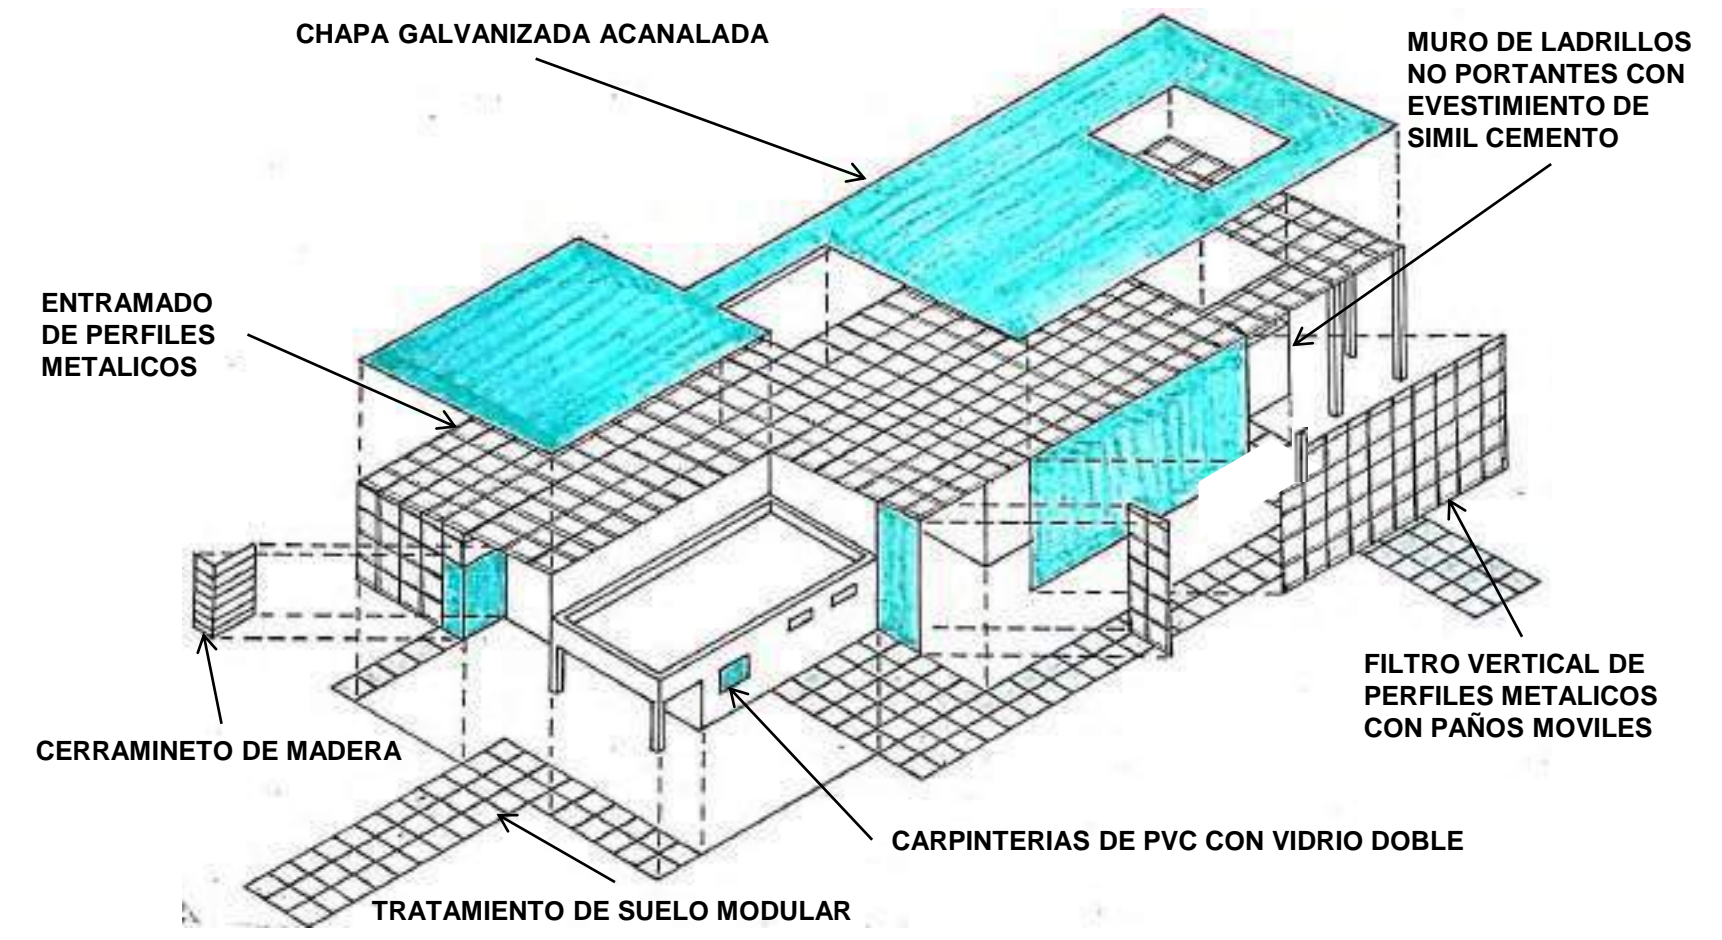 CHAPA GALVANIZADA ACANALADA
MURO DE LADRILLOS
NO PORTANTES CON
EVESTIMIENTO DE
SIMIL CEMENTO
ENTRAMADO
DE PERFILES
METALICOS
FILTRO VERTICAL DE
PERFILES METALICOS
CON PAÑOS MOVILES
CERRAMINETO DE MADERA
CARPINTERIAS DE PVC CON VIDRIO DOBLE
TRATAMIENTO DE SUELO MODULAR